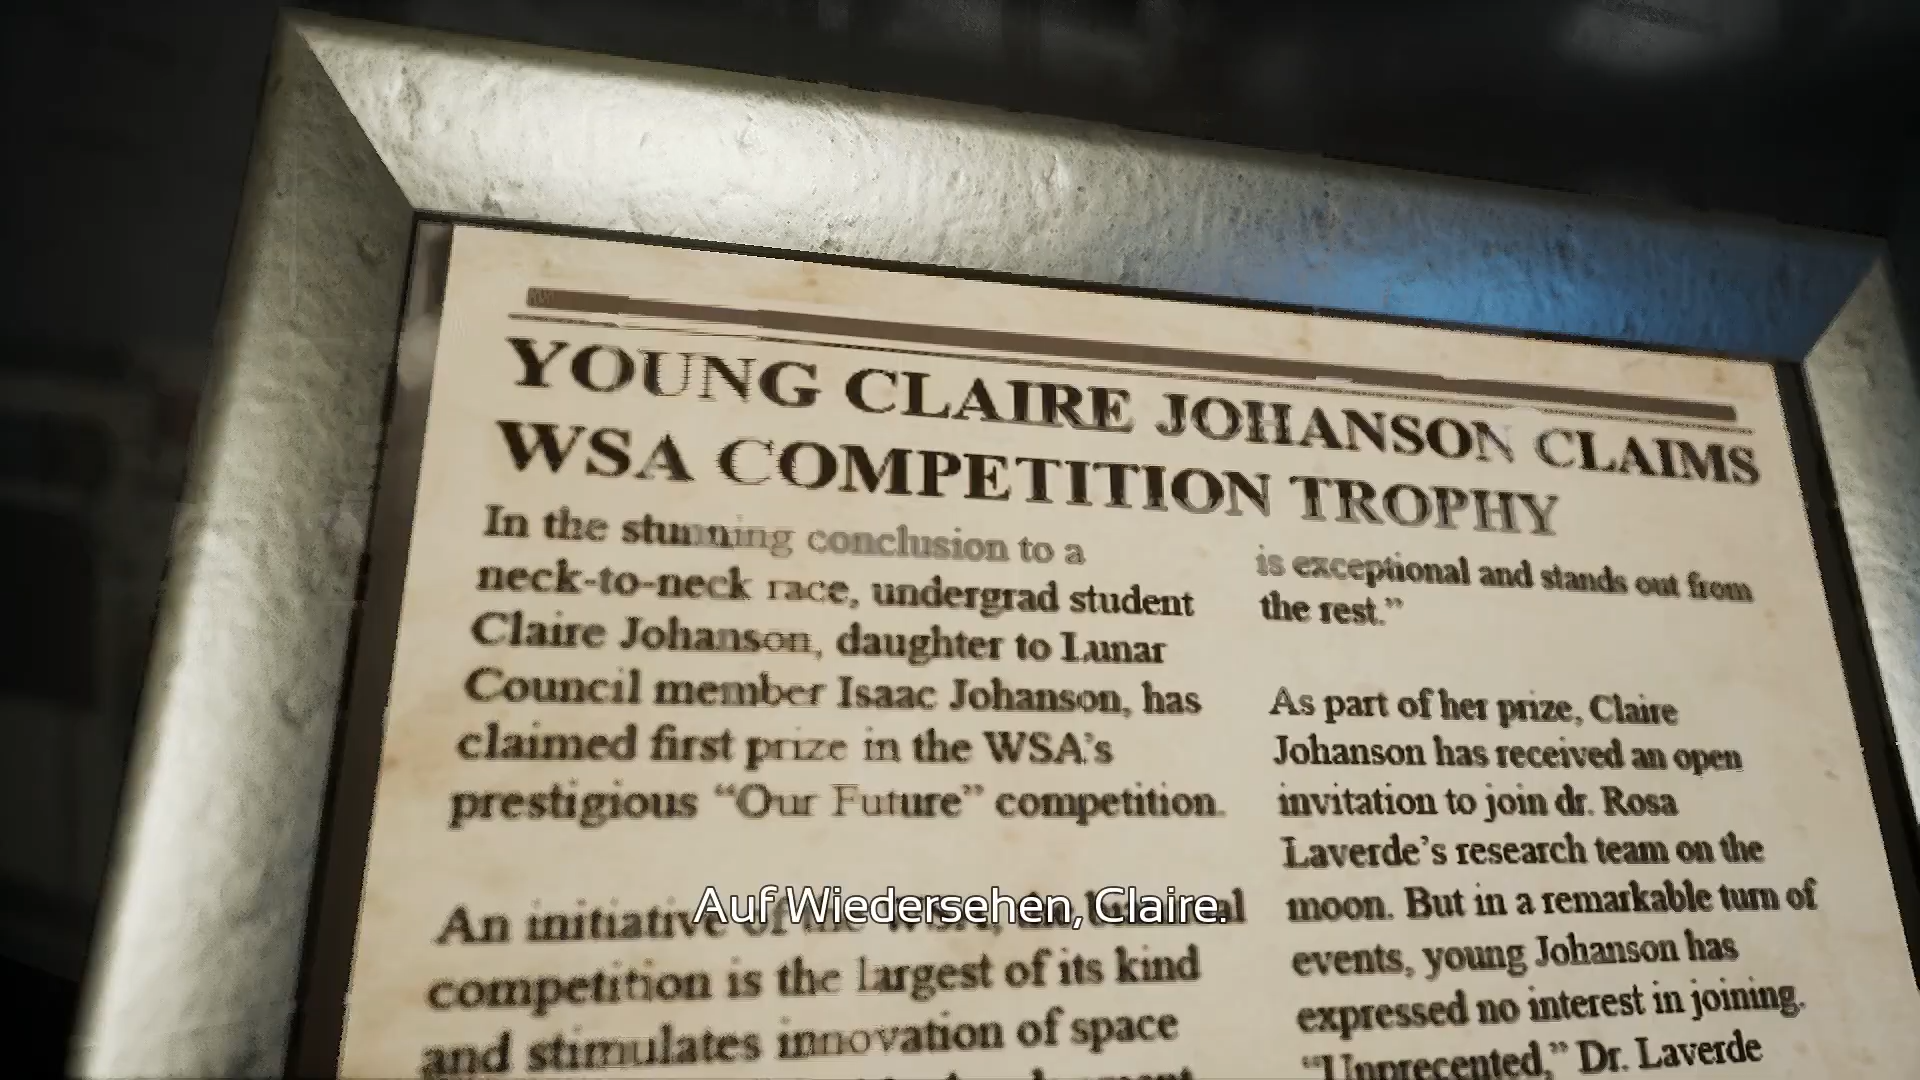 YOUNG CLAIRE JOHANSON CLAIMS
WSA COMPETITION TROPHY
In the stunning conclusion to a
neck-to-neck race, undergrad student
Claire Johanson, daughter to Lunar
Council member Isaac Johanson, has
claimed first prize in the WSA's
prestigious “Our Future” competition.
An initiative of the WSA, the
competition is the largest of its kind
and stimulates innovation of space
is exceptional and stands out from
the rest.”
As part of her prize, Claire
Johanson has received an open
invitation to join dr. Rosa
Laverde's research team on the
moon. But in a remarkable turn of
events, young Johanson has
expressed no interest in joining.
“Unprecented,” Dr. Laverde
Auf Wiedersehen, Claire.